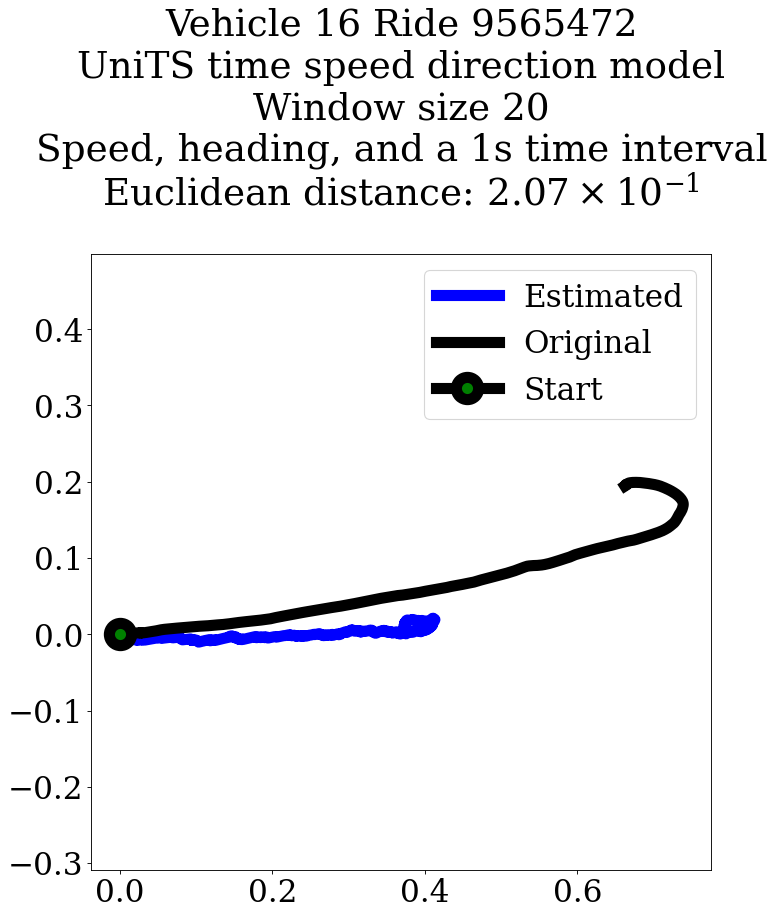 Vehicle 16 Ride 9565472
UniTS time speed direction model
Window size 20
Speed, heading, and a 1s time interval
Euclidean distance: 2.07 × 10⁻¹
Estimated
Original
Start
0.4
0.3
0.2
0.1
0.0
−0.1
−0.2
−0.3
0.0 0.2 0.4 0.6